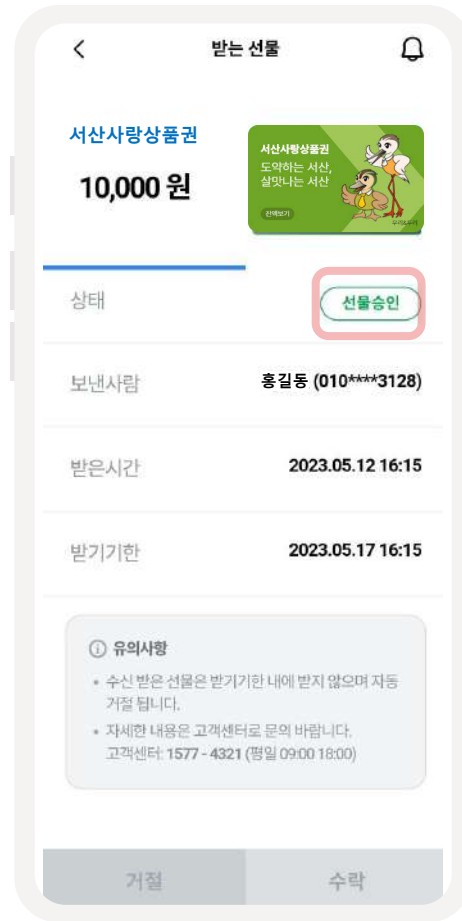 받는 선물
서산사랑상품권
10,000 원
서산사랑상품권
도약하는 서산,
살맛나는 서산
잔액보기
상태
선물승인
보낸사람
홍길동 (010****3128)
받은시간
2023.05.12 16:15
받기기한
2023.05.17 16:15
유의사항
• 수신 받은 선물은 받기기한 내에 받지 않으며 자동
거절 됩니다.
• 자세한 내용은 고객센터로 문의 바랍니다.
고객센터: 1577 - 4321 (평일 09:00 18:00)
거절
수락